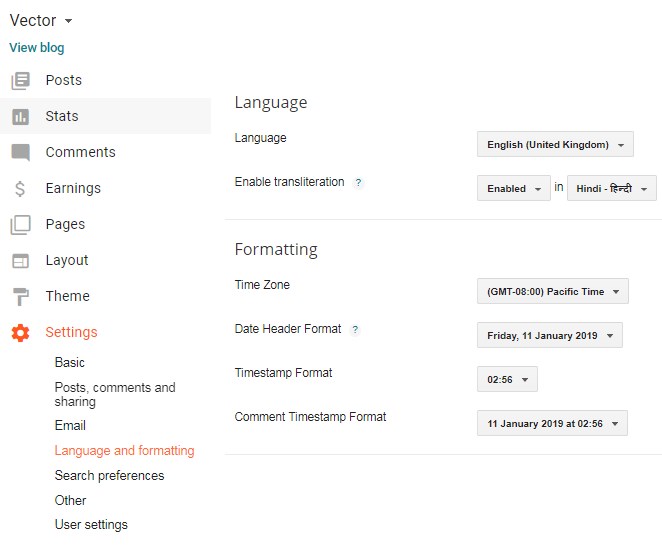 Vector
View blog
Posts
Stats
Comments
Earnings
Pages
Layout
Theme
Settings
Basic
Posts, comments and
sharing
Email
Language and formatting
Search preferences
Other
User settings
Language
Language English (United Kingdom)
Enable transliteration ? Enabled in Hindi - हिन्दी
Formatting
Time Zone (GMT-08:00) Pacific Time
Date Header Format ? Friday, 11 January 2019
Timestamp Format 02:56
Comment Timestamp Format 11 January 2019 at 02:56